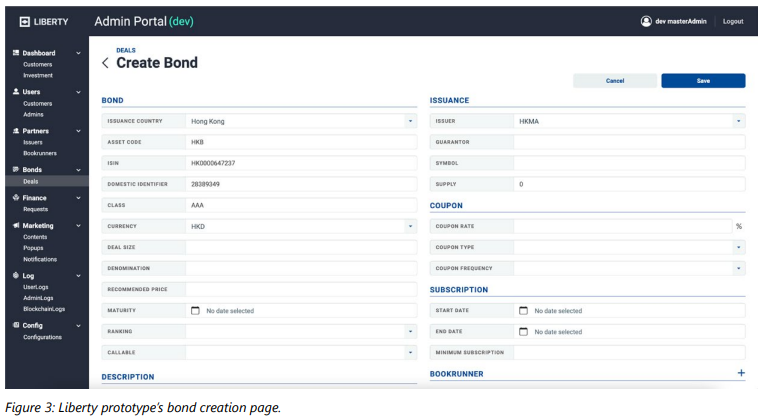 LIBERTY
Admin Portal (dev)
dev masterAdmin
Logout
Dashboard
Customers
Investment
Users
Customers
Admins
Partners
Issuers
Bookrunners
Bonds
Deals
Finance
Requests
Marketing
Contents
Popups
Notifications
Log
UserLogs
AdminLogs
BlockchainLogs
Config
Configurations
DEALS
Create Bond
Cancel
Save
BOND
ISSUANCE COUNTRY Hong Kong
ASSET CODE HKB
ISIN HK0000647237
DOMESTIC IDENTIFIER 28389349
CLASS AAA
CURRENCY HKD
DEAL SIZE
DENOMINATION
RECOMMENDED PRICE
MATURITY No date selected
RANKING
CALLABLE
DESCRIPTION
ISSUANCE
ISSUER HKMA
GUARANTOR
SYMBOL
SUPPLY 0
COUPON
COUPON RATE %
COUPON TYPE
COUPON FREQUENCY
SUBSCRIPTION
START DATE No date selected
END DATE No date selected
MINIMUM SUBSCRIPTION
BOOKRUNNER +
Figure 3: Liberty prototype's bond creation page.